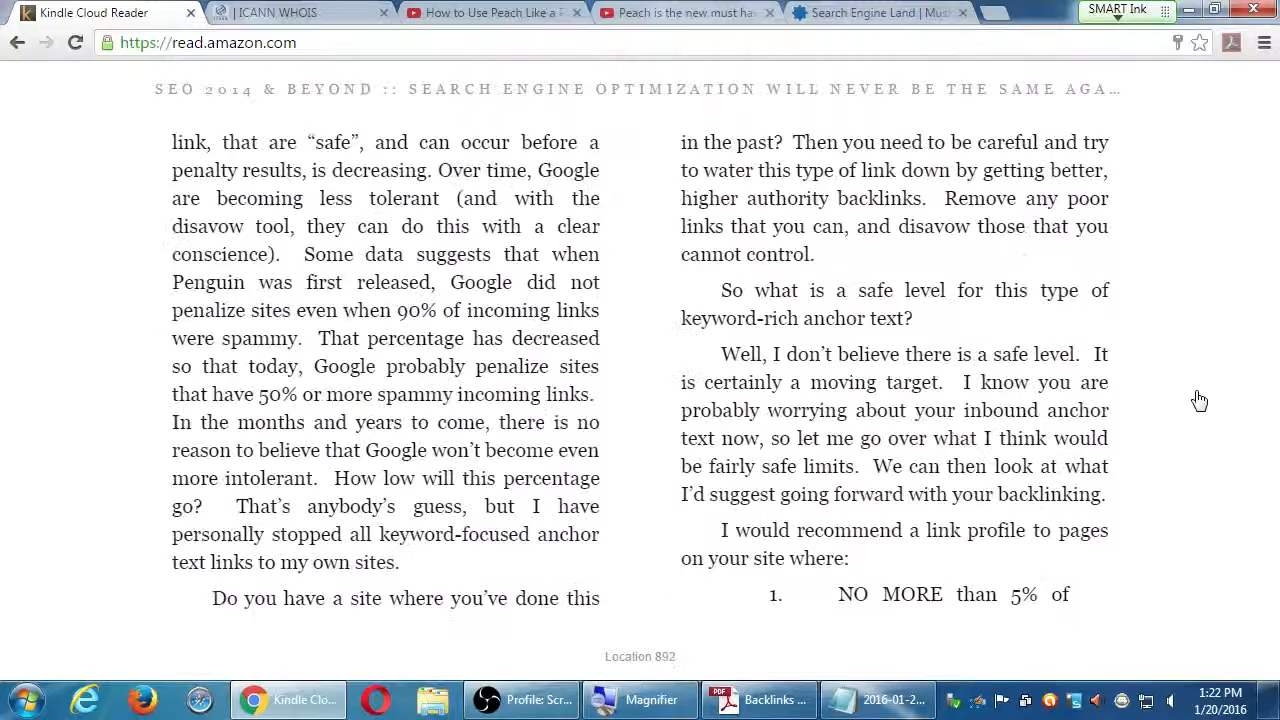 Kindle Cloud Reader
| ICANN WHOIS
How to Use Peach Like a
Peach is the new must ha
Search Engine Land | Mus
SMART Ink
https://read.amazon.com
SEO 2014 & BEYOND :: SEARCH ENGINE OPTIMIZATION WILL NEVER BE THE SAME AGA...
link, that are “safe”, and can occur before a
penalty results, is decreasing. Over time, Google
are becoming less tolerant (and with the
disavow tool, they can do this with a clear
conscience). Some data suggests that when
Penguin was first released, Google did not
penalize sites even when 90% of incoming links
were spammy. That percentage has decreased
so that today, Google probably penalize sites
that have 50% or more spammy incoming links.
In the months and years to come, there is no
reason to believe that Google won’t become even
more intolerant. How low will this percentage
go? That’s anybody’s guess, but I have
personally stopped all keyword-focused anchor
text links to my own sites.
Do you have a site where you’ve done this
in the past? Then you need to be careful and try
to water this type of link down by getting better,
higher authority backlinks. Remove any poor
links that you can, and disavow those that you
cannot control.
So what is a safe level for this type of
keyword-rich anchor text?
Well, I don’t believe there is a safe level. It
is certainly a moving target. I know you are
probably worrying about your inbound anchor
text now, so let me go over what I think would
be fairly safe limits. We can then look at what
I’d suggest going forward with your backlinking.
I would recommend a link profile to pages
on your site where:
1. NO MORE than 5% of
Location 892
Kindle Clo...
Profile: Scr...
Magnifier
PDF
Backlinks ...
2016-01-2...
1:22 PM
1/20/2016